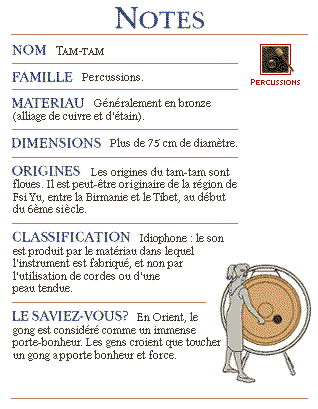 NOTES
NOM Tam-tam
Percussions
FAMILLE Percussions.
MATERIAU Généralement en bronze
(alliage de cuivre et d'étain).
DIMENSIONS Plus de 75 cm de diamètre.
ORIGINES Les origines du tam-tam sont
floues. Il est peut-être originaire de la région de
Fsi Yu, entre la Birmanie et le Tibet, au début
du 6ème siècle.
CLASSIFICATION Idiophone : le son
est produit par le matériau dans lequel
l'instrument est fabriqué, et non par
l'utilisation de cordes ou d'une
peau tendue.
LE SAVIEZ-VOUS? En Orient, le
gong est considéré comme un immense
porte-bonheur. Les gens croient que toucher
un gong apporte bonheur et force.